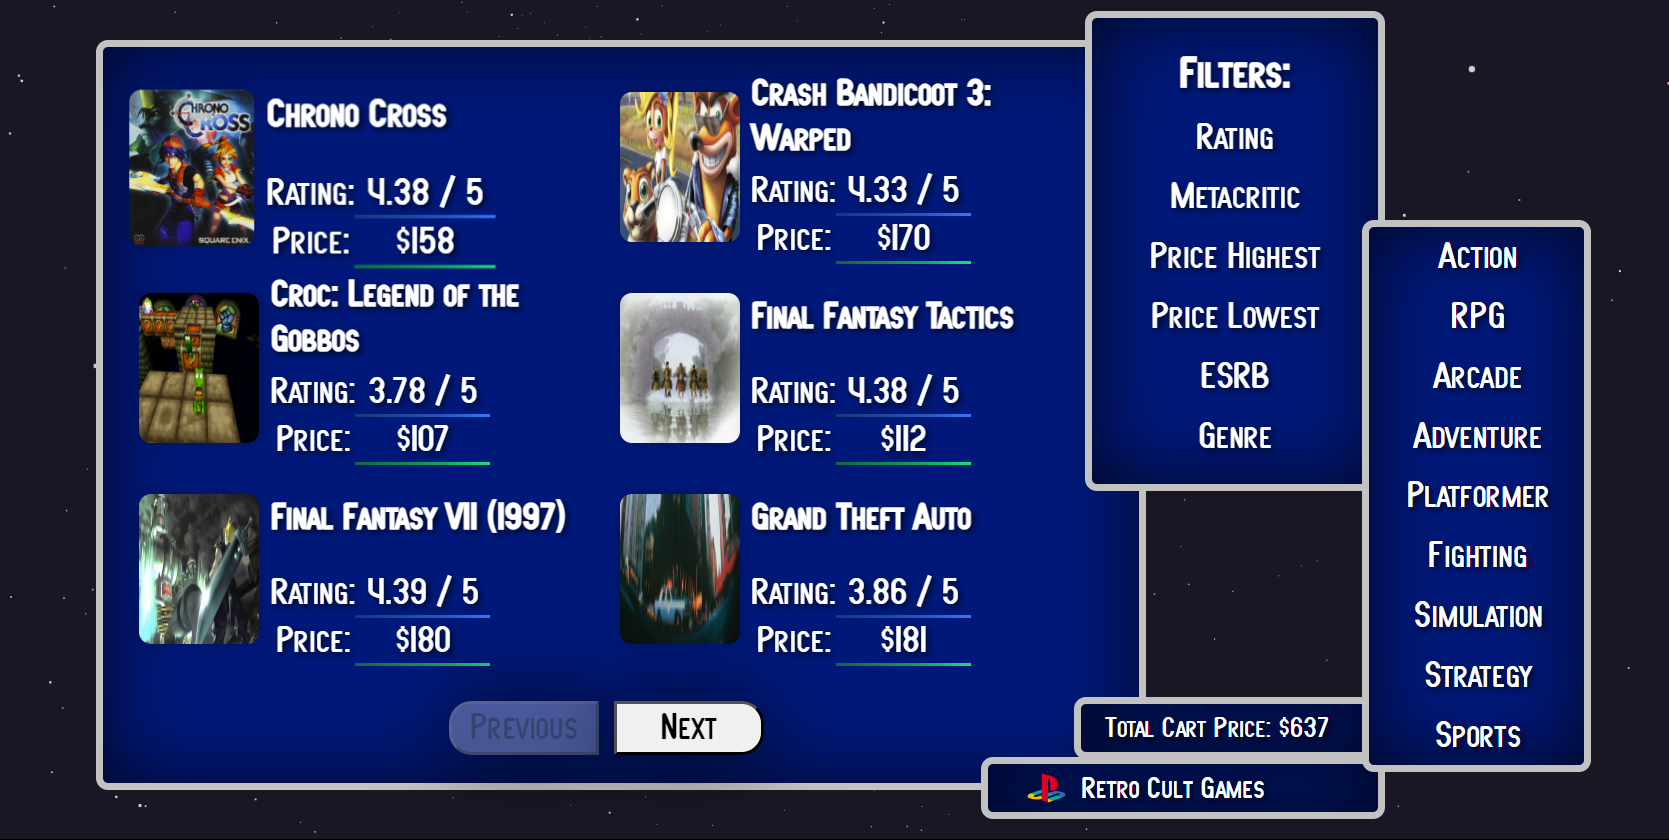 Chrono Cross
Rating: 4.38 / 5
Price: $158
Crash Bandicoot 3:
Warped
Rating: 4.33 / 5
Price: $170
Croc: Legend of the
Gobbos
Rating: 3.78 / 5
Price: $107
Final Fantasy Tactics
Rating: 4.38 / 5
Price: $112
Final Fantasy VII (1997)
Rating: 4.39 / 5
Price: $180
Grand Theft Auto
Rating: 3.86 / 5
Price: $181
Previous
Next
Filters:
Rating
Metacritic
Price Highest
Price Lowest
ESRB
Genre
Action
RPG
Arcade
Adventure
Platformer
Fighting
Simulation
Strategy
Sports
Total Cart Price: $637
Retro Cult Games
CHRONO
CROSS
SQUARE ENIX